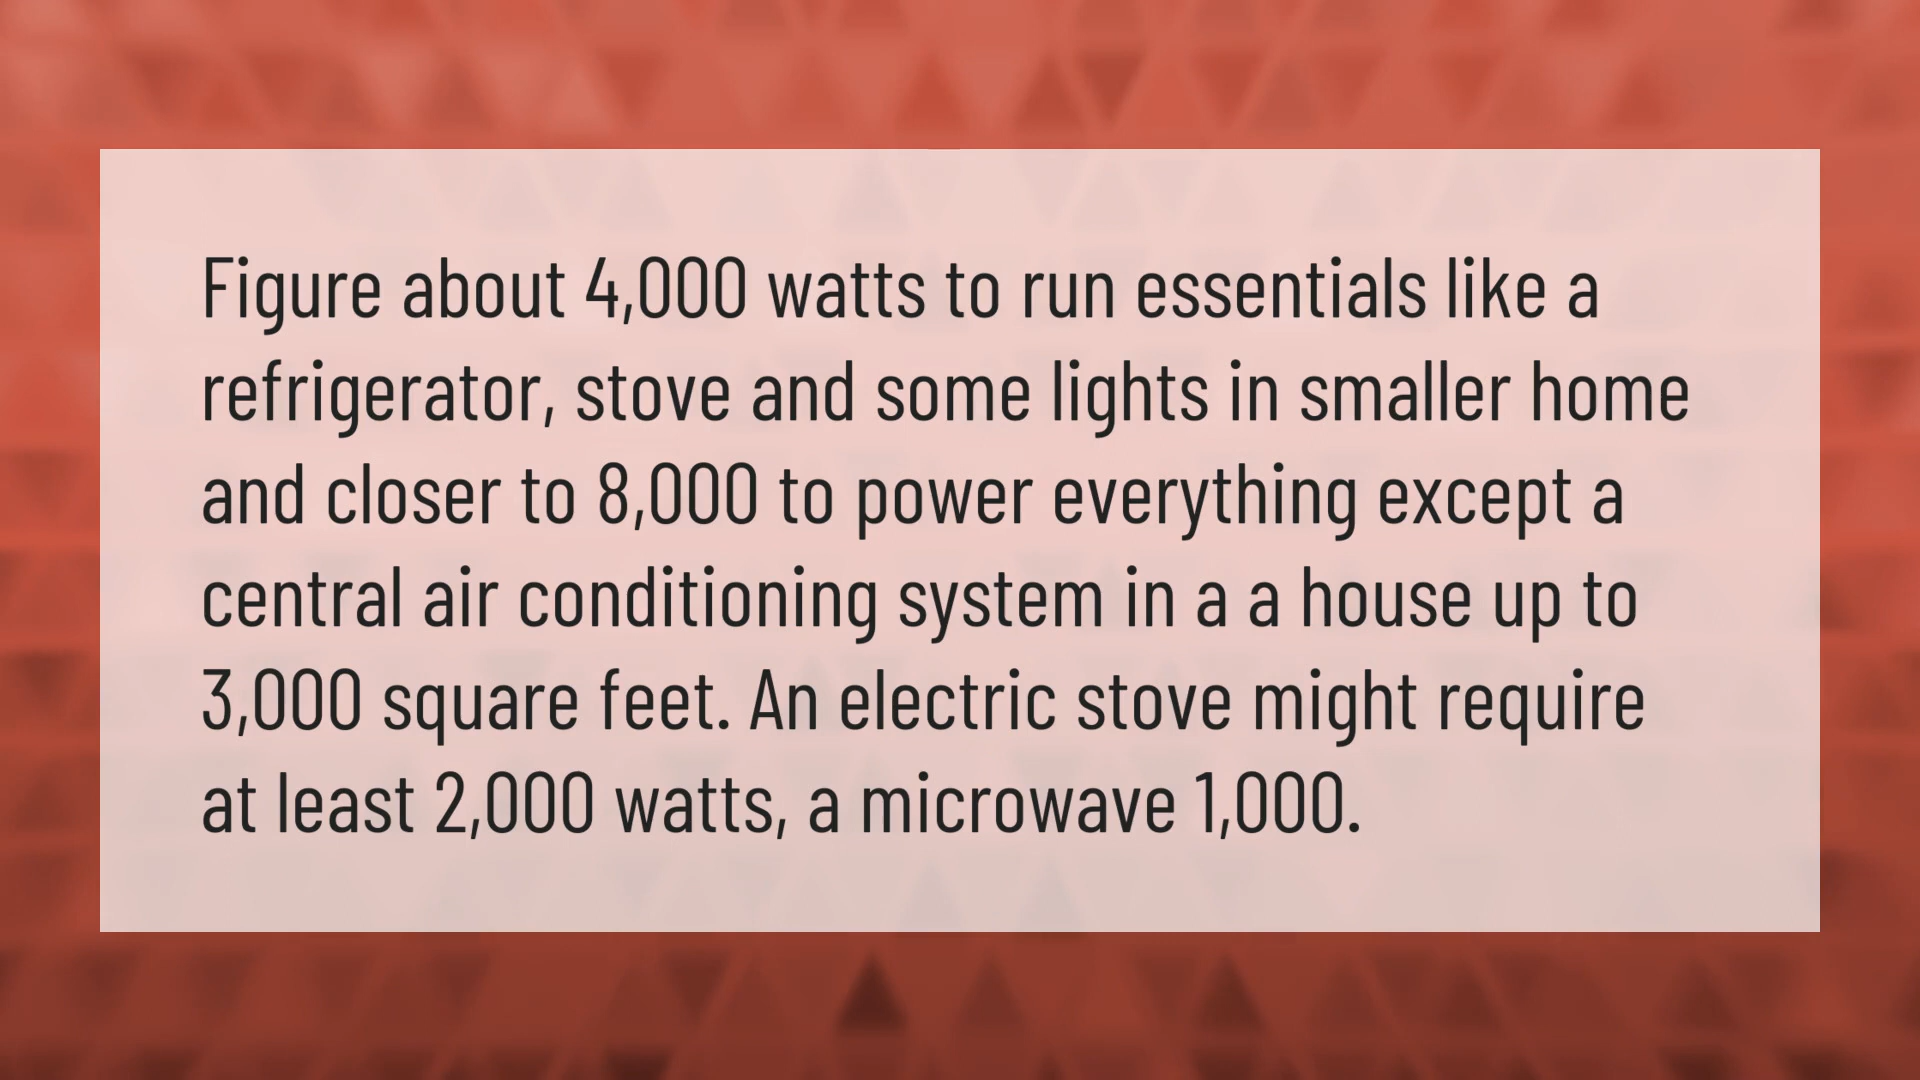 Figure about 4,000 watts to run essentials like a
refrigerator, stove and some lights in smaller home
and closer to 8,000 to power everything except a
central air conditioning system in a a house up to
3,000 square feet. An electric stove might require
at least 2,000 watts, a microwave 1,000.